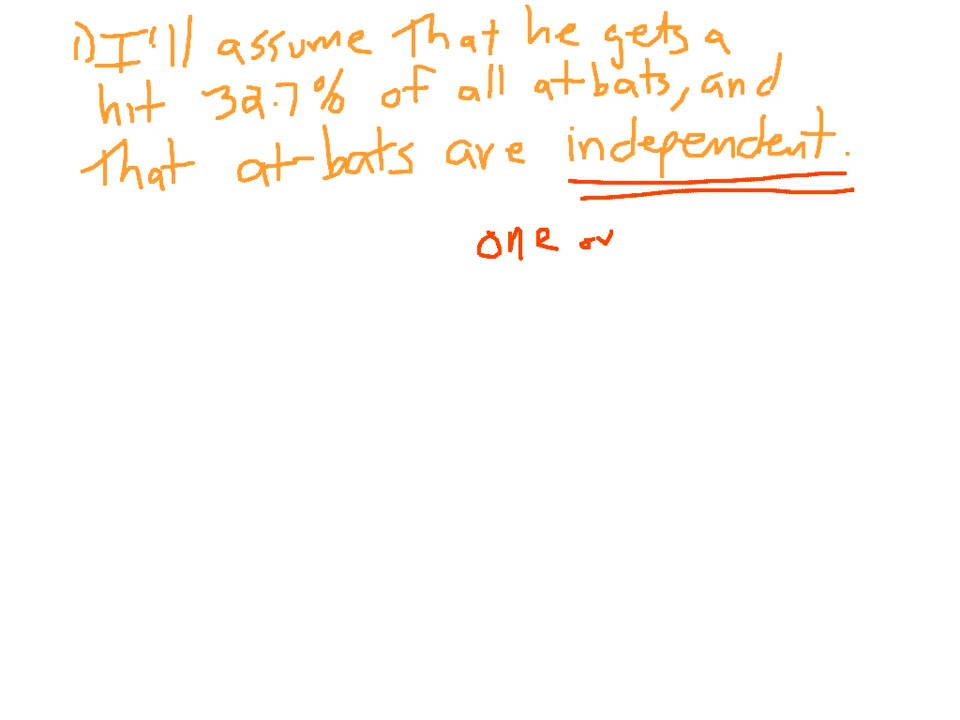 1) I'll assume that he gets a
hit 32.7% of all at-bats, and
that at-bats are independent.
one